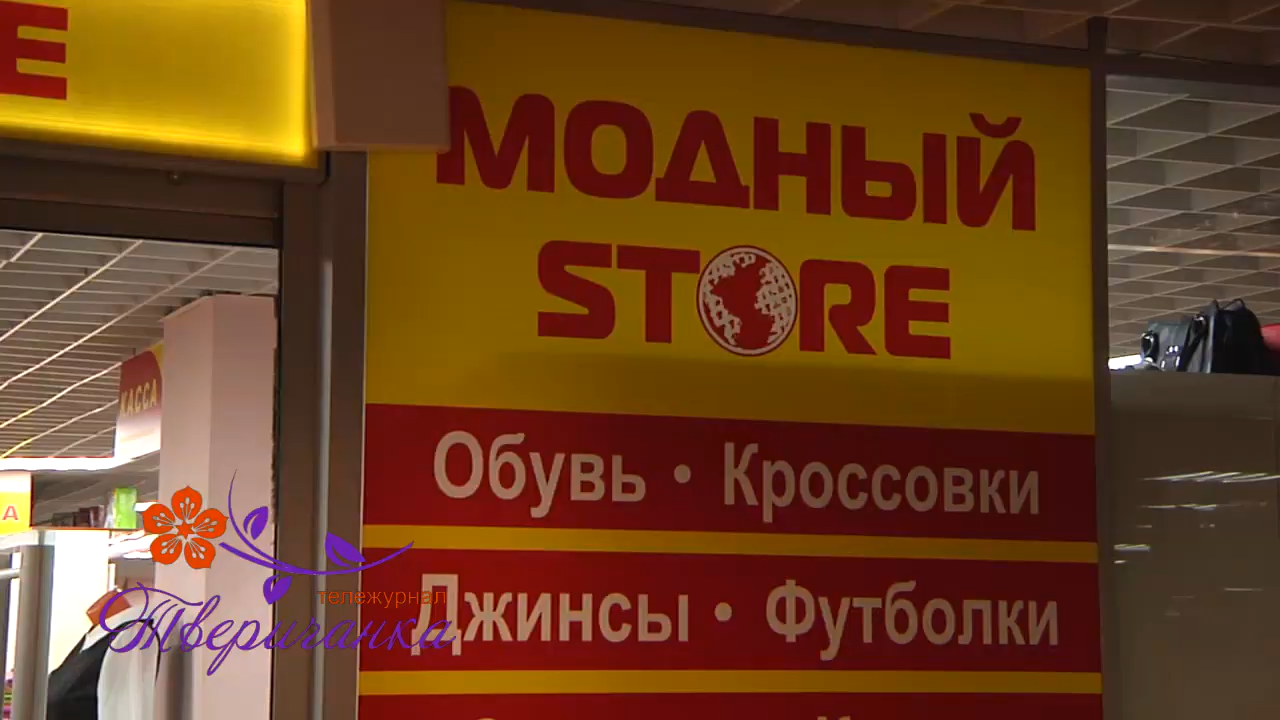 E
МОДНЫЙ
STORE
КАССА
Обувь • Кроссовки
А
Джинсы • Футболки
тележурнал
Тверичанка